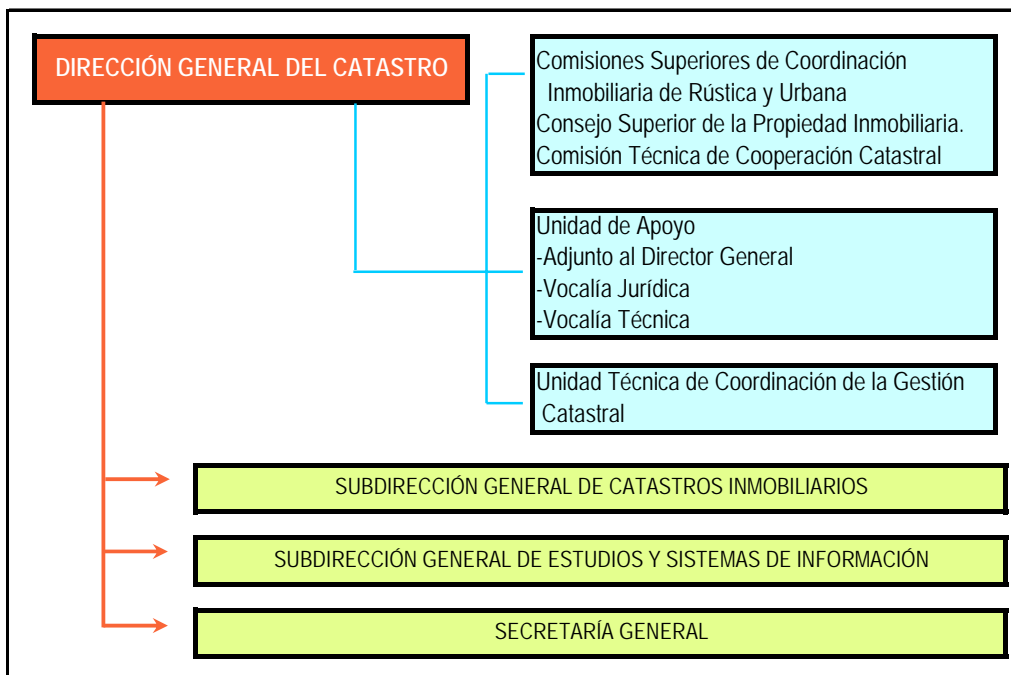 DIRECCIÓN GENERAL DEL CATASTRO
Comisiones Superiores de Coordinación
Inmobiliaria de Rústica y Urbana
Consejo Superior de la Propiedad Inmobiliaria.
Comisión Técnica de Cooperación Catastral
Unidad de Apoyo
-Adjunto al Director General
-Vocalía Jurídica
-Vocalía Técnica
Unidad Técnica de Coordinación de la Gestión
Catastral
SUBDIRECCIÓN GENERAL DE CATASTROS INMOBILIARIOS
SUBDIRECCIÓN GENERAL DE ESTUDIOS Y SISTEMAS DE INFORMACIÓN
SECRETARÍA GENERAL